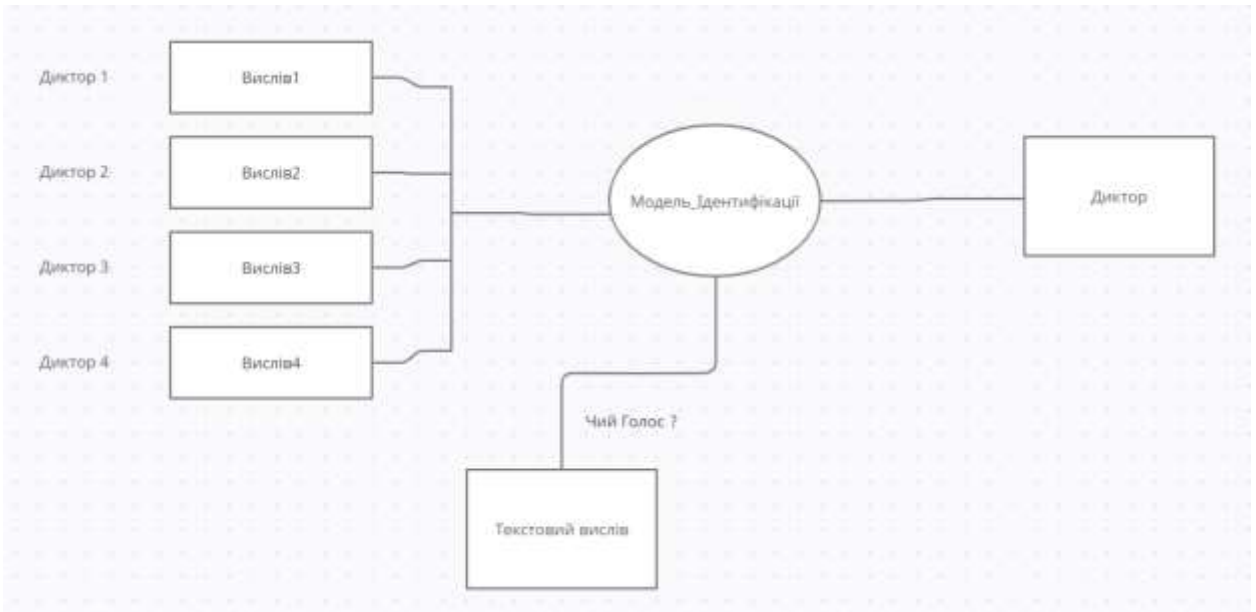 Диктор 1
Вислів1
Диктор 2
Вислів2
Модель_Ідентифікації
Диктор
Диктор 3
Вислів3
Диктор 4
Вислів4
Чий Голос ?
Текстовий вислів